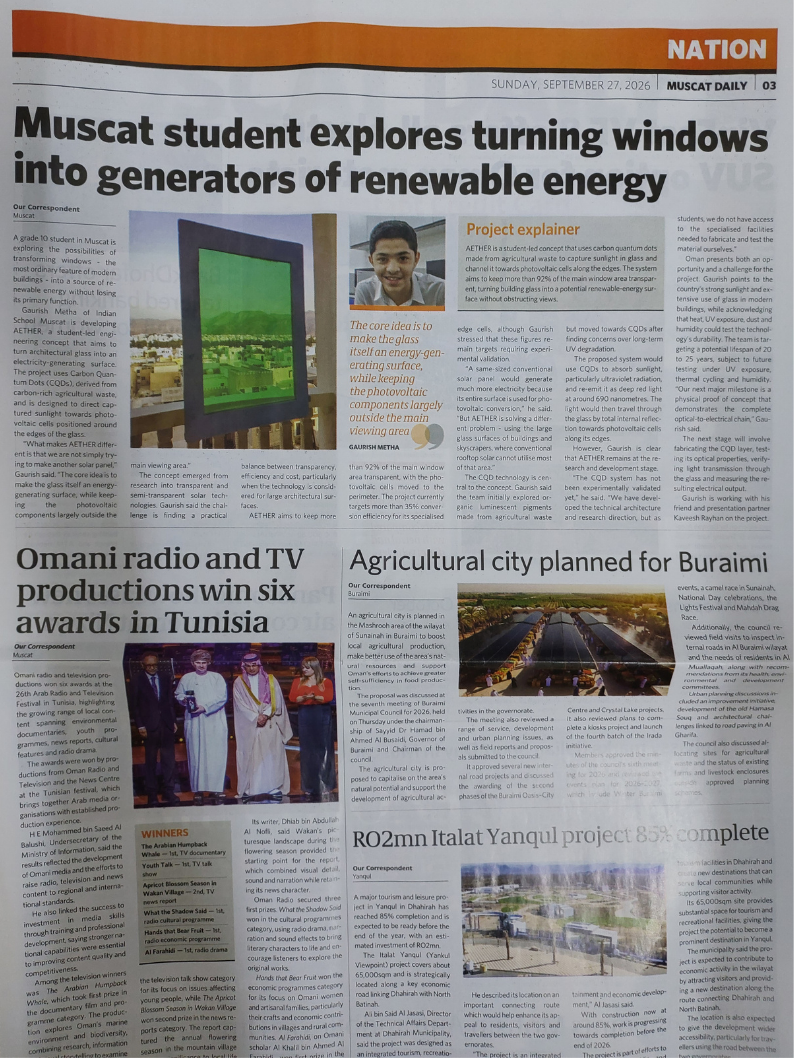 NATION
SUNDAY, SEPTEMBER 27, 2026 MUSCAT DAILY 03
Muscat student explores turning windows
into generators of renewable energy
Our Correspondent
Muscat
A grade 10 student in Muscat is
exploring the possibilities of
transforming windows - the
most ordinary feature of modern
buildings - into a source of re-
newable energy without losing
its primary function.
Gaurish Metha of Indian
School Muscat is developing
AETHER, a student-led engi-
neering concept that aims to
turn architectural glass into an
electricity-generating surface.
The project uses Carbon Quan-
tum Dots (CQDs), derived from
carbon-rich agricultural waste,
and is designed to direct cap-
tured sunlight towards photo-
voltaic cells positioned around
the edges of the glass.
"What makes AETHER differ-
ent is that we are not simply try-
ing to make another solar panel,"
Gaurish said. "The core idea is to
make the glass itself an energy-
generating surface, while keep-
ing the photovoltaic
components largely outside the
main viewing area."
The concept emerged from
research into transparent and
semi-transparent solar tech-
nologies. Gaurish said the chal-
lenge is finding a practical
balance between transparency,
efficiency and cost, particularly
when the technology is consid-
ered for large architectural sur-
faces.
AETHER aims to keep more
The core idea is to
make the glass
itself an energy-gen-
erating surface,
while keeping
the photovoltaic
components largely
outside the main
viewing area
GAURISH METHA
than 92% of the main window
area transparent, with the pho-
tovoltaic cells moved to the
perimeter. The project currently
targets more than 35% conver-
sion efficiency for its specialised
Project explainer
AETHER is a student-led concept that uses carbon quantum dots
made from agricultural waste to capture sunlight in glass and
channel it towards photovoltaic cells along the edges. The system
aims to keep more than 92% of the main window area transpar-
ent, turning building glass into a potential renewable-energy sur-
face without obstructing views.
edge cells, although Gaurish
stressed that these figures re-
main targets requiring experi-
mental validation.
"A same-sized conventional
solar panel would generate
much more electricity because
its entire surface is used for pho-
tovoltaic conversion," he said.
"But AETHER is solving a differ-
ent problem - using the large
glass surfaces of buildings and
skyscrapers, where conventional
rooftop solar cannot utilise most
of that area."
The CQD technology is cen-
tral to the concept. Gaurish said
the team initially explored or-
ganic luminescent pigments
made from agricultural waste
but moved towards CQDs after
finding concerns over long-term
UV degradation.
The proposed system would
use CQDs to absorb sunlight,
particularly ultraviolet radiation,
and re-emit it as deep red light
at around 690 nanometres. The
light would then travel through
the glass by total internal reflec-
tion towards photovoltaic cells
along its edges.
However, Gaurish is clear
that AETHER remains at the re-
search and development stage.
"The CQD system has not
been experimentally validated
yet," he said. "We have devel-
oped the technical architecture
and research direction, but as
students, we do not have access
to the specialised facilities
needed to fabricate and test the
material ourselves."
Oman presents both an op-
portunity and a challenge for the
project. Gaurish points to the
country's strong sunlight and ex-
tensive use of glass in modern
buildings, while acknowledging
that heat, UV exposure, dust and
humidity could test the technol-
ogy's durability. The team is tar-
geting a potential lifespan of 20
to 25 years, subject to future
testing under UV exposure,
thermal cycling and humidity.
"Our next major milestone is a
physical proof of concept that
demonstrates the complete
optical-to-electrical chain," Gau-
rish said.
The next stage will involve
fabricating the CQD layer, test-
ing its optical properties, verify-
ing light transmission through
the glass and measuring the re-
sulting electrical output.
Gaurish is working with his
friend and presentation partner
Kaveesh Rayhan on the project.
Omani radio and TV
productions win six
awards in Tunisia
Our Correspondent
Muscat
Omani radio and television pro-
ductions won six awards at the
26th Arab Radio and Television
Festival in Tunisia, highlighting
the growing range of local con-
tent spanning environmental
documentaries, youth pro-
grammes, news reports, cultural
features and radio drama.
The awards were won by pro-
ductions from Oman Radio and
Television and the News Centre
at the Tunisian festival, which
brings together Arab media or-
ganisations with established pro-
duction experience.
H E Mohammed bin Saeed Al
Balushi, Undersecretary of the
Ministry of Information, said the
results reflected the development
of Omani media and the efforts to
raise radio, television and news
content to regional and interna-
tional standards.
He also linked the success to
investment in media skills
through training and professional
development, saying stronger na-
tional capabilities were essential
to improving content quality and
competitiveness.
Among the television winners
was The Arabian Humpback
Whale, which took first prize in
the documentary film and pro-
gramme category. The produc-
tion explores Oman's marine
environment and biodiversity,
combining research, information
WINNERS
The Arabian Humpback
Whale — 1st, TV documentary
Youth Talk — 1st, TV talk
show
Apricot Blossom Season in
Wakan Village — 2nd, TV
news report
What the Shadow Said — 1st,
radio cultural programme
Hands that Bear Fruit — 1st,
radio economic programme
Al Farahidi — 1st, radio drama
the television talk show category
for its focus on issues affecting
young people, while The Apricot
Blossom Season in Wakan Village
won second prize in the news re-
ports category. The report cap-
tured the annual flowering
season in the mountain village
Its writer, Dhiab bin Abdullah
Al Nofli, said Wakan's pic-
turesque landscape during the
flowering season provided the
starting point for the report,
which combined visual detail,
sound and narration while retain-
ing its news character.
Oman Radio secured three
first prizes. What the Shadow Said
won in the cultural programmes
category, using radio drama, nar-
ration and sound effects to bring
literary characters to life and en-
courage listeners to explore the
original works.
Hands that Bear Fruit won the
economic programmes category
for its focus on Omani women
and artisanal families, particularly
their crafts and economic contri-
butions in villages and rural com-
munities. Al Farahidi, on Omani
scholar Al Khalil bin Ahmed Al
Agricultural city planned for Buraimi
Our Correspondent
Buraimi
An agricultural city is planned in
the Mashrooh area of the wilayat
of Sunainah in Buraimi to boost
local agricultural production,
make better use of the area's nat-
ural resources and support
Oman's efforts to achieve greater
self-sufficiency in food produc-
tion.
The proposal was discussed at
the seventh meeting of Buraimi
Municipal Council for 2026, held
on Thursday under the chairman-
ship of Sayyid Dr Hamad bin
Ahmed Al Busaidi, Governor of
Buraimi and Chairman of the
council.
The agricultural city is pro-
posed to capitalise on the area's
natural potential and support the
development of agricultural ac-
tivities in the governorate.
The meeting also reviewed a
range of service, development
and urban planning issues, as
well as field reports and propos-
als submitted to the council.
It approved several new inter-
nal road projects and discussed
the awarding of the second
phases of the Buraimi Oasis-City
Centre and Crystal Lake projects.
It also reviewed plans to com-
plete a kiosks project and launch
of the fourth batch of the Irada
initiative.
events, a camel race in Sunainah,
National Day celebrations, the
Lights Festival and Mahdah Drag
Race.
Additionally, the council re-
viewed field visits to inspect in-
ternal roads in Al Buraimi wilayat
and the needs of residents in Al
Muallaqah, along with recom-
mendations from its health, envi-
ronmental and development
committees.
Urban planning discussions in-
cluded an improvement initiative,
development of the old Hamasa
Souq and architectural chal-
lenges linked to road paving in Al
Gharifa.
The council also discussed al-
locating sites for agricultural
and the status of existing
and livestock enclosures
approved planning
RO2mn Italat Yanqul project 85% complete
Our Correspondent
Yanqul
A major tourism and leisure pro-
ject in Yanqul in Dhahirah has
reached 85% completion and is
expected to be ready before the
end of the year, with an esti-
mated investment of RO2mn.
The Italat Yanqul (Yankul
Viewpoint) project covers about
65,000sqm and is strategically
located along a key economic
road linking Dhahirah with North
Batinah.
Ali bin Said Al Jasasi, Director
of the Technical Affairs Depart-
ment at Dhahirah Municipality,
said the project was designed as
an integrated tourism, recreatio-
He described its location on an
important connecting route
which would enhance its ap-
peal to residents, visitors and
travellers between the two gov-
ernorates.
"The project is an integrated
tainment and economic develop-
ment," Al Jasasi said.
With construction now at
around 85%, work is progressing
towards completion before the
end of 2026.
The project is part of efforts to
facilities in Dhahirah and
new destinations that can
serve local communities while
supporting visitor activity.
Its 65,000sqm site provides
substantial space for tourism and
recreational facilities, giving the
project the potential to become a
prominent destination in Yanqul.
The municipality said the pro-
ject is expected to contribute to
economic activity in the wilayat
by attracting visitors and provid-
ing a new destination along the
route connecting Dhahirah and
North Batinah.
The location is also expected
to give the development wider
accessibility, particularly for trav-